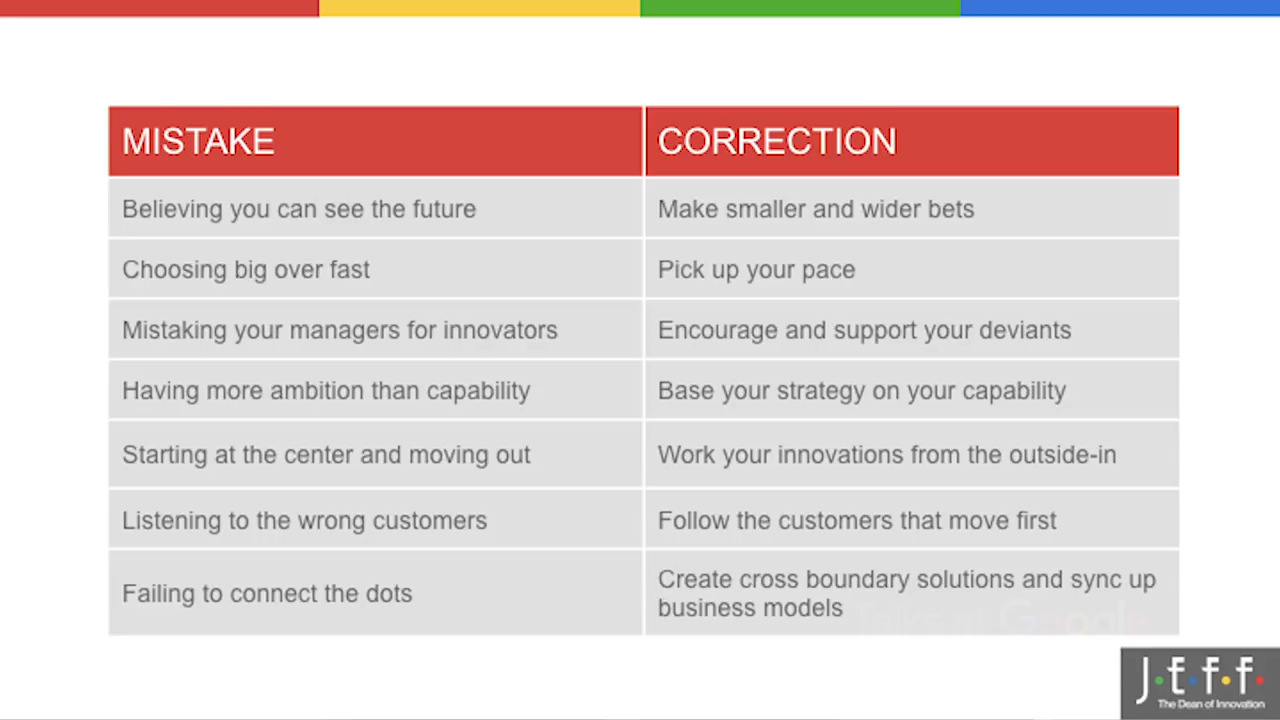 MISTAKE
CORRECTION
Believing you can see the future
Make smaller and wider bets
Choosing big over fast
Pick up your pace
Mistaking your managers for innovators
Encourage and support your deviants
Having more ambition than capability
Base your strategy on your capability
Starting at the center and moving out
Work your innovations from the outside-in
Listening to the wrong customers
Follow the customers that move first
Failing to connect the dots
Create cross boundary solutions and sync up
business models
Talks at Google
J·e·f·f·
The Dean of Innovation